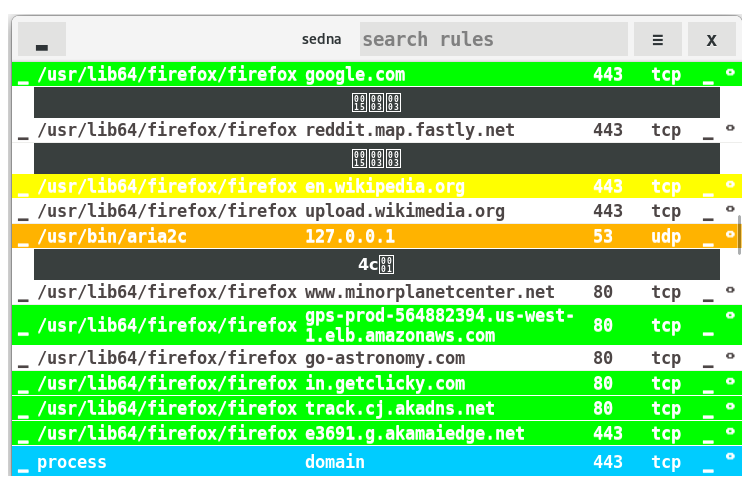 sedna search rules ≡ x
_ /usr/lib64/firefox/firefox google.com 443 tcp _
_ /usr/lib64/firefox/firefox reddit.map.fastly.net 443 tcp _
_ /usr/lib64/firefox/firefox en.wikipedia.org 443 tcp _
_ /usr/lib64/firefox/firefox upload.wikimedia.org 443 tcp _
_ /usr/bin/aria2c 127.0.0.1 53 udp _
4c
_ /usr/lib64/firefox/firefox www.minorplanetcenter.net 80 tcp _
_ /usr/lib64/firefox/firefox gps-prod-564882394.us-west- 80 tcp _
1.elb.amazonaws.com
_ /usr/lib64/firefox/firefox go-astronomy.com 80 tcp _
_ /usr/lib64/firefox/firefox in.getclicky.com 80 tcp _
_ /usr/lib64/firefox/firefox track.cj.akadns.net 80 tcp _
_ /usr/lib64/firefox/firefox e3691.g.akamaiedge.net 443 tcp _
_ process domain 443 tcp _